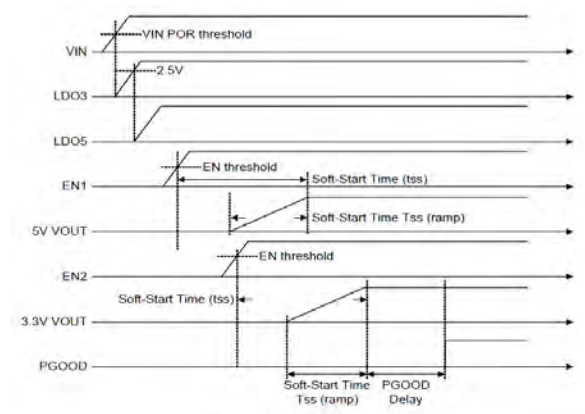 VIN POR threshold
VIN
2.5V
LDO3
LDO5
EN threshold
Soft-Start Time (tss)
EN1
Soft-Start Time Tss (ramp)
5V VOUT
EN threshold
EN2
Soft-Start Time (tss)
3.3V VOUT
PGOOD
Soft-Start Time
Tss (ramp)
PGOOD
Delay